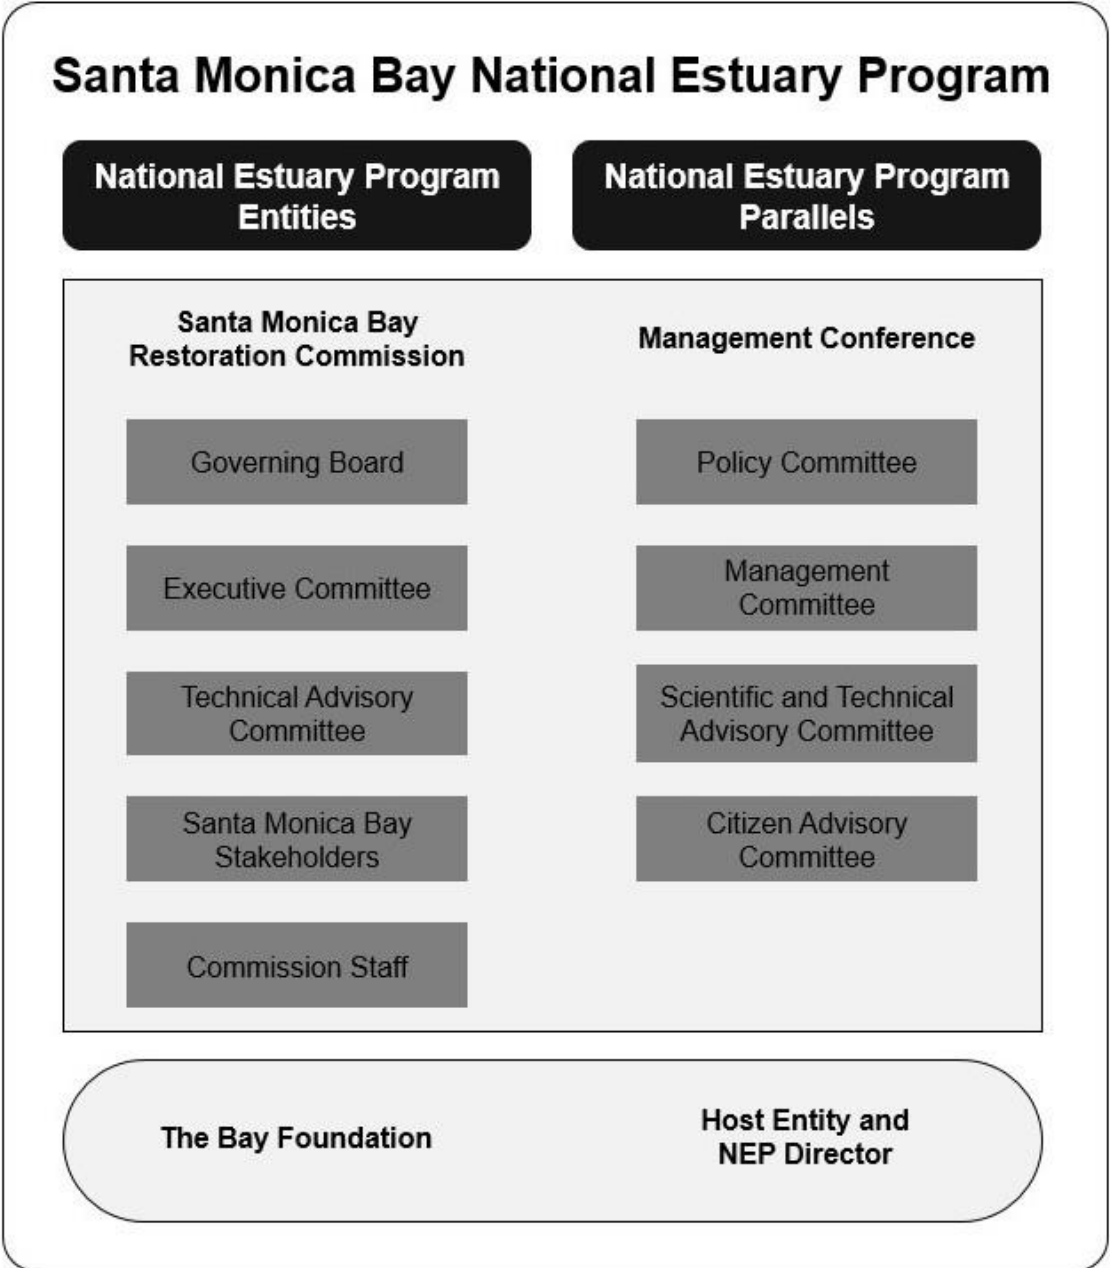 Santa Monica Bay National Estuary Program
National Estuary Program
Entities
National Estuary Program
Parallels
Santa Monica Bay
Restoration Commission
Management Conference
Governing Board
Policy Committee
Executive Committee
Management
Committee
Technical Advisory
Committee
Scientific and Technical
Advisory Committee
Santa Monica Bay
Stakeholders
Citizen Advisory
Committee
Commission Staff
The Bay Foundation
Host Entity and
NEP Director